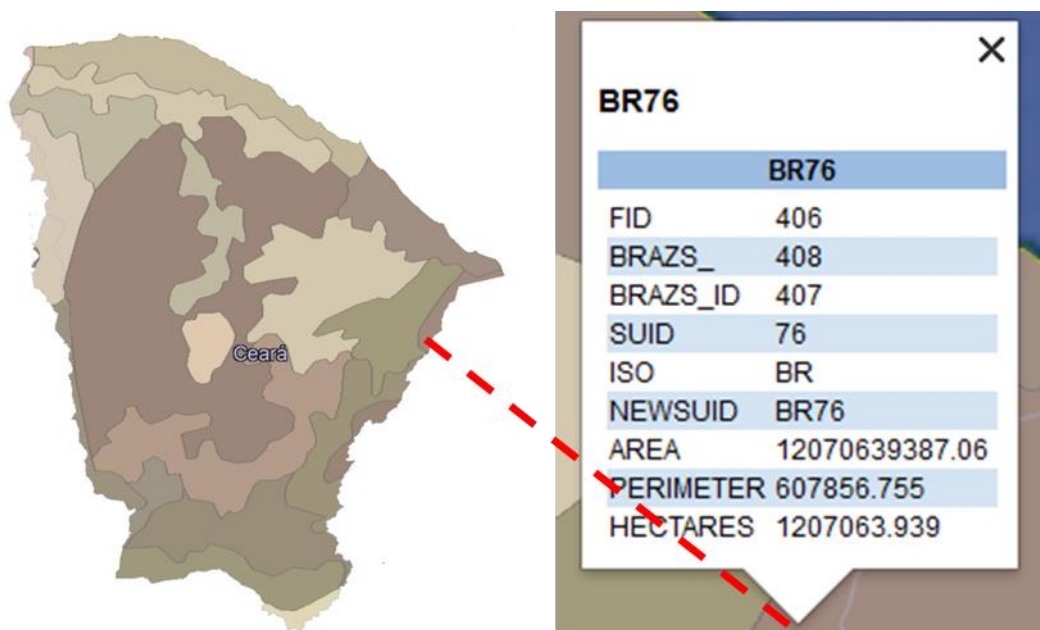 Ceará
×
BR76
BR76
FID 406
BRAZS_ 408
BRAZS_ID 407
SUID 76
ISO BR
NEWSUID BR76
AREA 12070639387.06
PERIMETER 607856.755
HECTARES 1207063.939